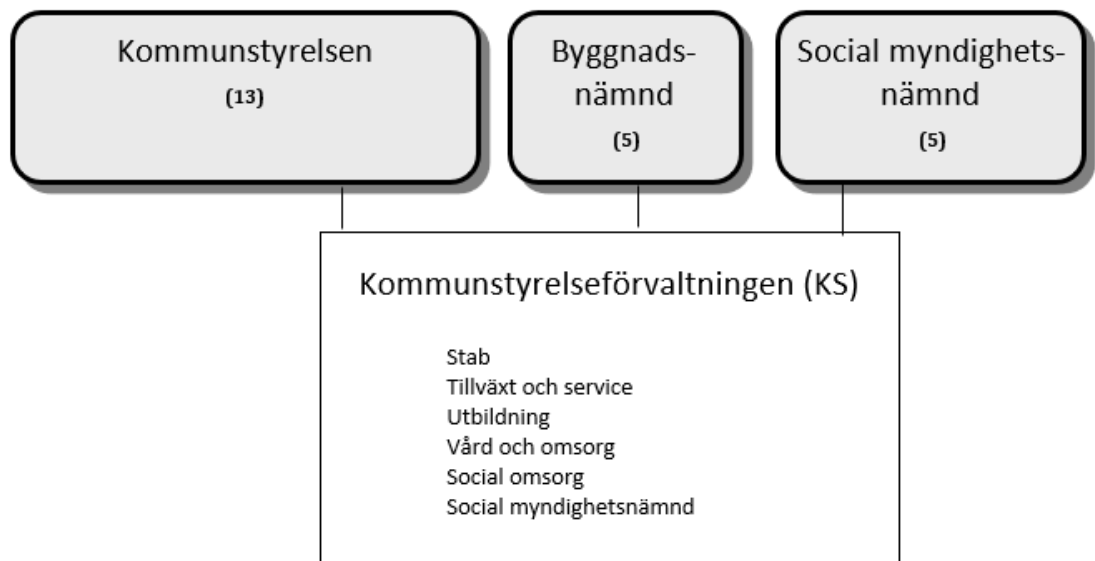 Kommunstyrelsen
(13)
Byggnads-
nämnd
(5)
Social myndighets-
nämnd
(5)
Kommunstyrelseförvaltningen (KS)
Stab
Tillväxt och service
Utbildning
Vård och omsorg
Social omsorg
Social myndighetsnämnd